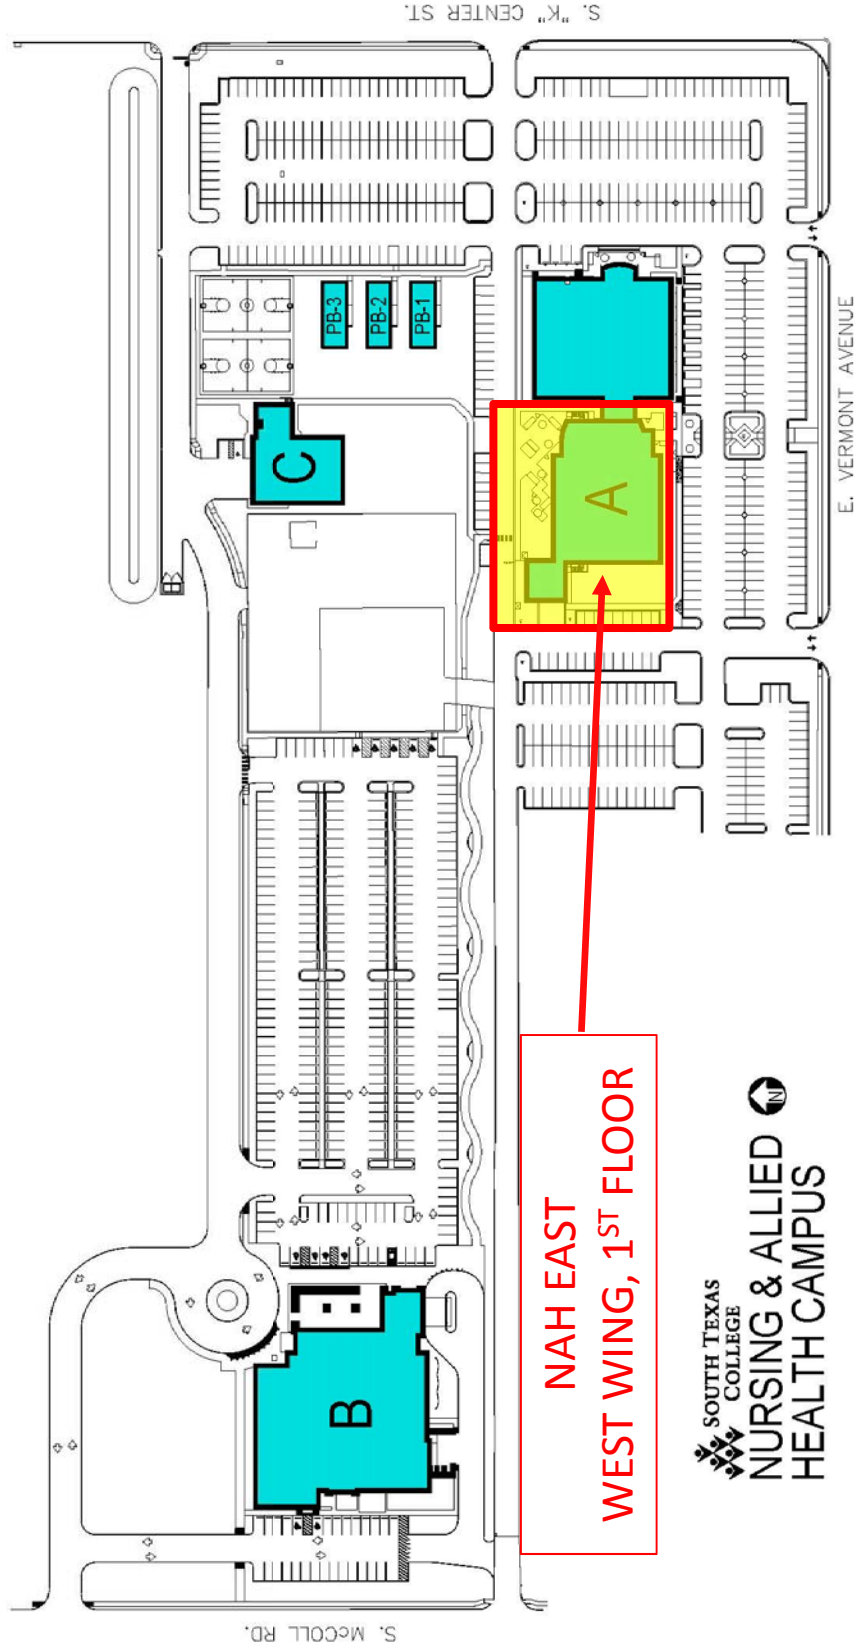 S. "K" CENTER ST.
PB-3
PB-2
PB-1
C
A
E. VERMONT AVENUE
B
NAH EAST
WEST WING, 1ST FLOOR
SOUTH TEXAS
COLLEGE
NURSING & ALLIED
HEALTH CAMPUS
N
S. McCOLL RD.